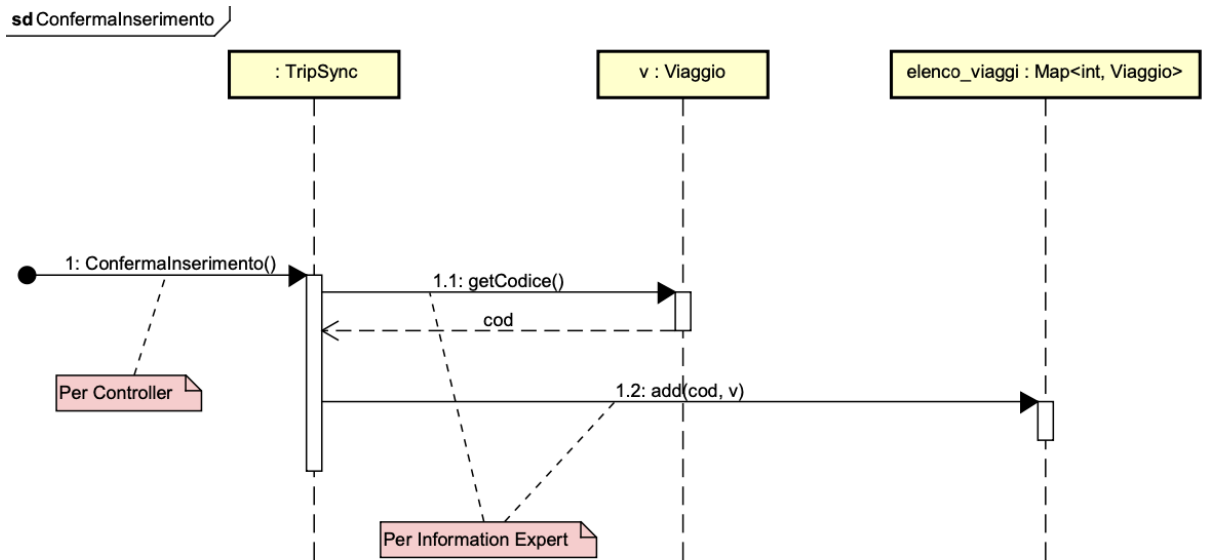 sd ConfermaInserimento
: TripSync
v : Viaggio
elenco_viaggi : Map<int, Viaggio>
1: ConfermaInserimento()
1.1: getCodice()
cod
Per Controller
1.2: add(cod, v)
Per Information Expert